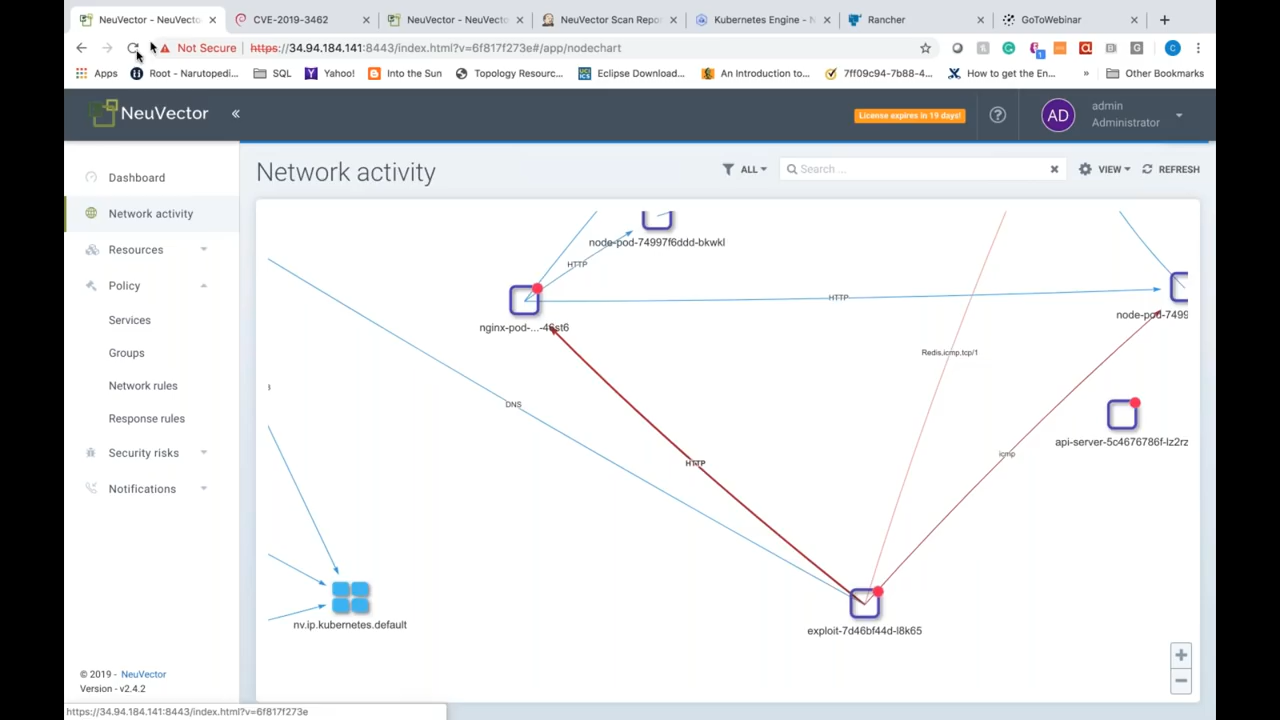 NeuVector - NeuVecto
CVE-2019-3462
NeuVector - NeuVecto
NeuVector Scan Repor
Kubernetes Engine - N
Rancher
GoToWebinar
Not Secure https://34.94.184.141:8443/index.html?v=6f817f273e#/app/nodechart
Apps
Root - Narutopedi...
SQL
Yahoo!
Into the Sun
Topology Resourc...
Eclipse Download...
An Introduction to...
7ff09c94-7b88-4...
How to get the En...
»
Other Bookmarks
NeuVector «
License expires in 19 days!
AD
admin
Administrator
Dashboard
Network activity
Resources
Policy
Services
Groups
Network rules
Response rules
Security risks
Notifications
© 2019 - NeuVector
Version - v2.4.2
Network activity
ALL
Search ...
VIEW
REFRESH
node-pod-74997f6ddd-bkwkl
HTTP
HTTP
nginx-pod-...-46st6
node-pod-7499
Redis,icmp,tcp/1
DNS
api-server-5c4676786f-lz2rz
icmp
HTTP
nv.ip.kubernetes.default
exploit-7d46bf44d-l8k65
+
−
https://34.94.184.141:8443/index.html?v=6f817f273e